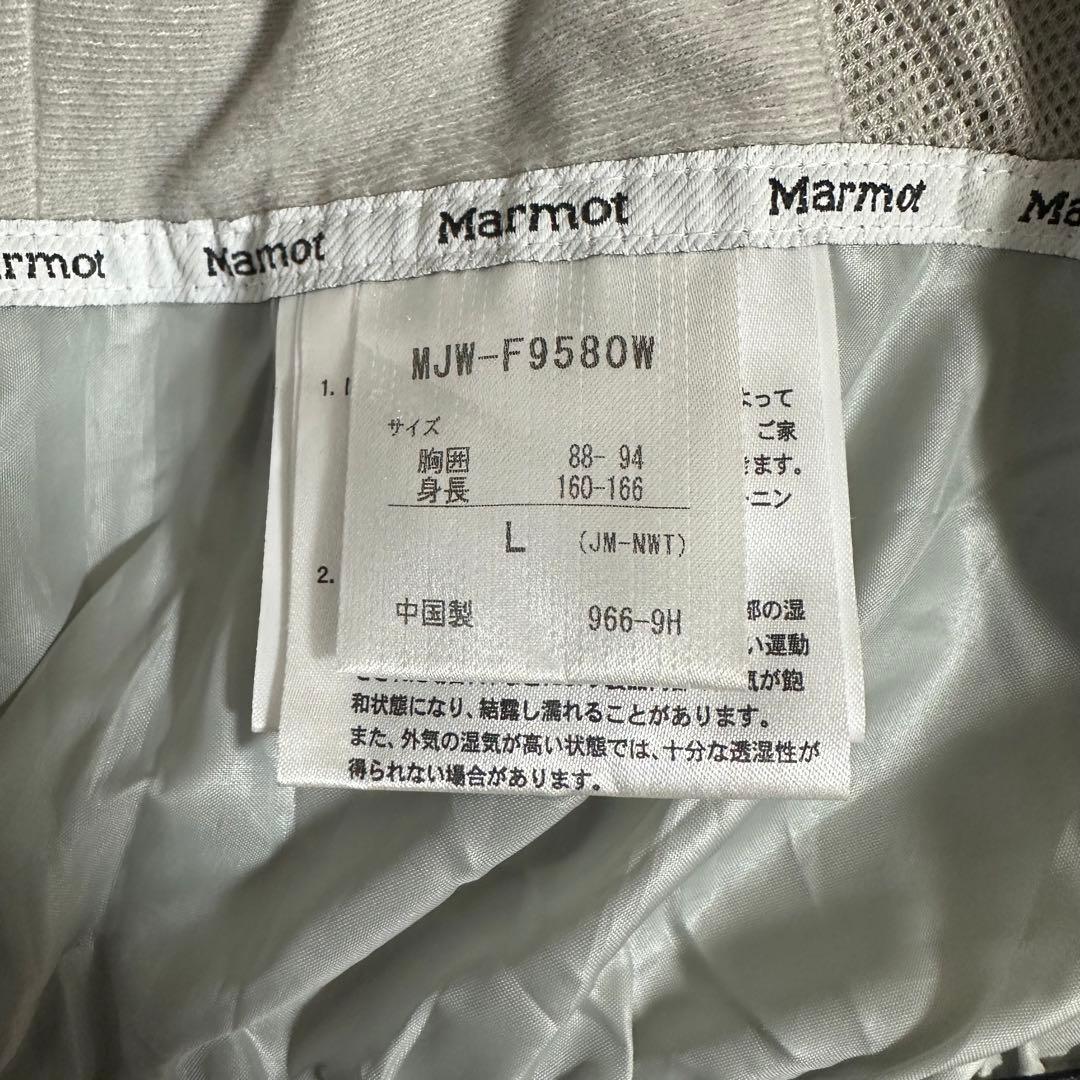 Marmot Marmot Marmot
MJW-F9580W
サイズ
胸囲 88- 94
身長 160-166
L (JM-NWT)
中国製 966-9H
1.
よって
ご家
きます。
ーニン
2.
部の湿
い運動
気が飽
和状態になり、結露し濡れることがあります。
また、外気の湿気が高い状態では、十分な透湿性が
得られない場合があります。